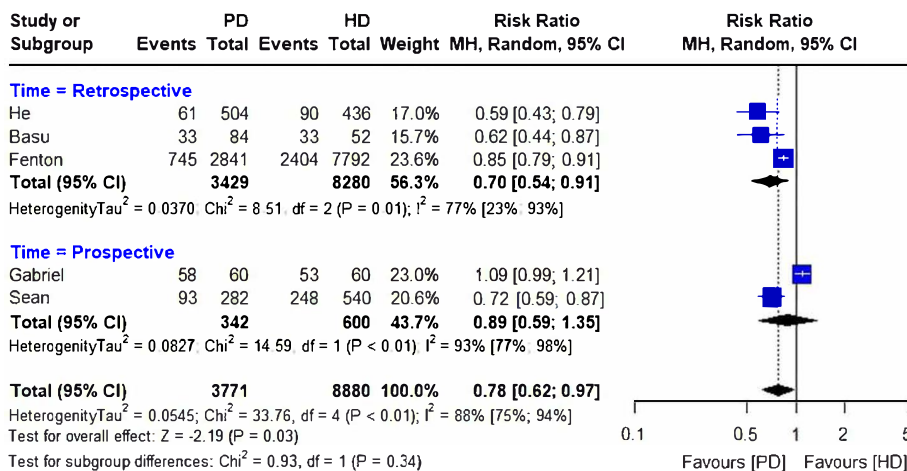 Study or PD HD Risk Ratio Risk Ratio
Subgroup Events Total Events Total Weight MH, Random, 95% CI MH, Random, 95% CI
Time = Retrospective
He 61 504 90 436 17.0% 0.59 [0.43; 0.79]
Basu 33 84 33 52 15.7% 0.62 [0.44; 0.87]
Fenton 745 2841 2404 7792 23.6% 0.85 [0.79; 0.91]
Total (95% CI) 3429 8280 56.3% 0.70 [0.54; 0.91]
HeterogenityTau² = 0.0370; Chi² = 8.51, df = 2 (P = 0.01); I² = 77% [23%; 93%]
Time = Prospective
Gabriel 58 60 53 60 23.0% 1.09 [0.99; 1.21]
Sean 93 282 248 540 20.6% 0.72 [0.59; 0.87]
Total (95% CI) 342 600 43.7% 0.89 [0.59; 1.35]
HeterogenityTau² = 0.0827; Chi² = 14.59, df = 1 (P < 0.01); I² = 93% [77%; 98%]
Total (95% CI) 3771 8880 100.0% 0.78 [0.62; 0.97]
HeterogenityTau² = 0.0545; Chi² = 33.76, df = 4 (P < 0.01); I² = 88% [75%; 94%]
Test for overall effect: Z = -2.19 (P = 0.03)
Test for subgroup differences: Chi² = 0.93, df = 1 (P = 0.34)
0.1 0.5 1 2 5
Favours [PD] Favours [HD]